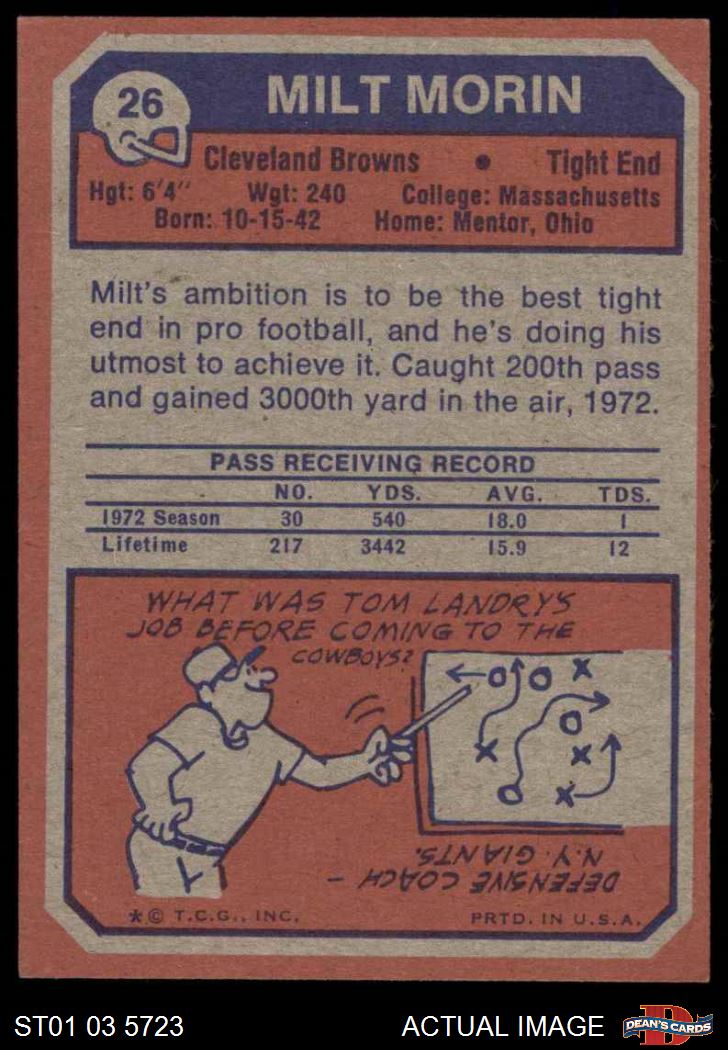 26
MILT MORIN
Cleveland Browns • Tight End
Hgt: 6'4" Wgt: 240 College: Massachusetts
Born: 10-15-42 Home: Mentor, Ohio
Milt's ambition is to be the best tight
end in pro football, and he's doing his
utmost to achieve it. Caught 200th pass
and gained 3000th yard in the air, 1972.
PASS RECEIVING RECORD
NO. YDS. AVG. TDS.
1972 Season 30 540 18.0 1
Lifetime 217 3442 15.9 12
WHAT WAS TOM LANDRY'S
JOB BEFORE COMING TO THE
COWBOYS?
DEFENSIVE COACH –
N.Y. GIANTS.
*© T.C.G., INC. PRTD. IN U.S.A.
ST01 03 5723 ACTUAL IMAGE D DEAN'S CARDS